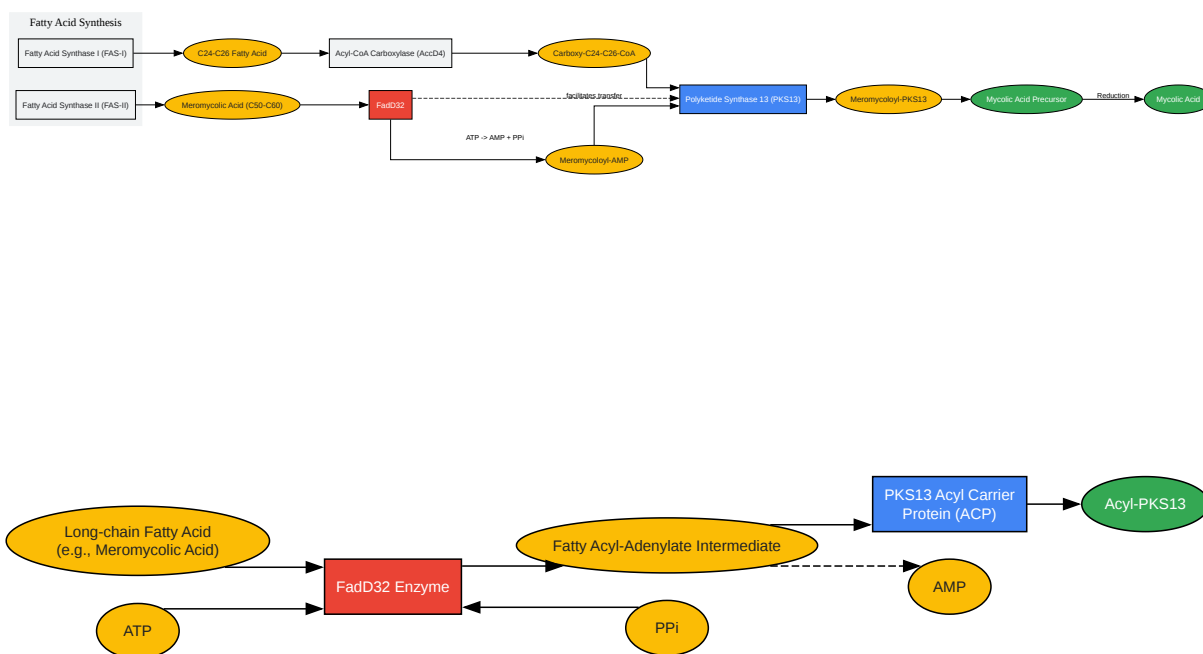 Fatty Acid Synthesis
Fatty Acid Synthase I (FAS-I)
C24-C26 Fatty Acid
Acyl-CoA Carboxylase (AccD4)
Carboxy-C24-C26-CoA
Fatty Acid Synthase II (FAS-II)
Meromycolic Acid (C50-C60)
FadD32
facilitates transfer
Polyketide Synthase 13 (PKS13)
Meromycoloyl-PKS13
Mycolic Acid Precursor
Reduction
Mycolic Acid
ATP -> AMP + PPi
Meromycoloyl-AMP
Long-chain Fatty Acid
(e.g., Meromycolic Acid)
ATP
FadD32 Enzyme
Fatty Acyl-Adenylate Intermediate
PPi
PKS13 Acyl Carrier
Protein (ACP)
Acyl-PKS13
AMP